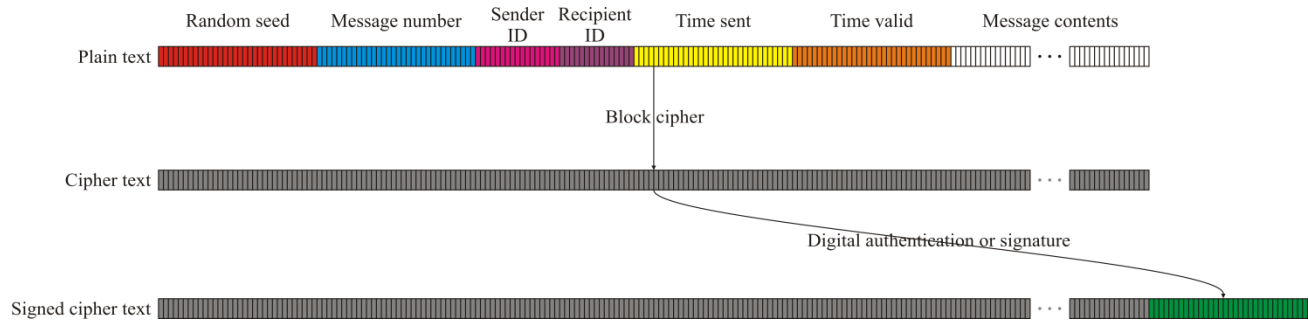 Random seed
Message number
Sender
ID
Recipient
ID
Time sent
Time valid
Message contents
Plain text
Block cipher
Cipher text
Digital authentication or signature
Signed cipher text